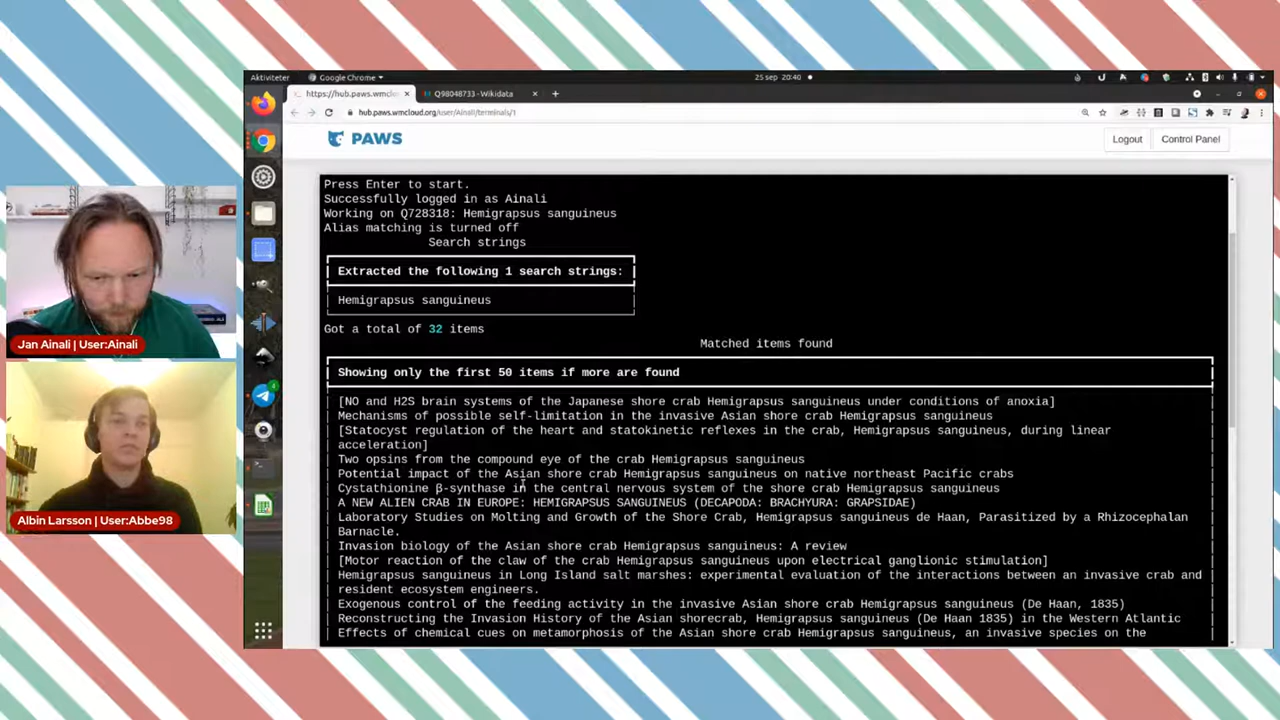 Aktiviteter
Google Chrome
25 sep 20:40
https://hub.paws.wmclo
Q98048733 - Wikidata
hub.paws.wmcloud.org/user/Ainali/terminals/1
PAWS
Logout
Control Panel
Press Enter to start.
Successfully logged in as Ainali
Working on Q728318: Hemigrapsus sanguineus
Alias matching is turned off
Search strings
Extracted the following 1 search strings:
Hemigrapsus sanguineus
Got a total of 32 items
Matched items found
Showing only the first 50 items if more are found
[NO and H2S brain systems of the Japanese shore crab Hemigrapsus sanguineus under conditions of anoxia]
Mechanisms of possible self-limitation in the invasive Asian shore crab Hemigrapsus sanguineus
[Statocyst regulation of the heart and statokinetic reflexes in the crab, Hemigrapsus sanguineus, during linear
acceleration]
Two opsins from the compound eye of the crab Hemigrapsus sanguineus
Potential impact of the Asian shore crab Hemigrapsus sanguineus on native northeast Pacific crabs
Cystathionine β-synthase in the central nervous system of the shore crab Hemigrapsus sanguineus
A NEW ALIEN CRAB IN EUROPE: HEMIGRAPSUS SANGUINEUS (DECAPODA: BRACHYURA: GRAPSIDAE)
Laboratory Studies on Molting and Growth of the Shore Crab, Hemigrapsus sanguineus de Haan, Parasitized by a Rhizocephalan
Barnacle.
Invasion biology of the Asian shore crab Hemigrapsus sanguineus: A review
[Motor reaction of the claw of the crab Hemigrapsus sanguineus upon electrical ganglionic stimulation]
Hemigrapsus sanguineus in Long Island salt marshes: experimental evaluation of the interactions between an invasive crab and
resident ecosystem engineers.
Exogenous control of the feeding activity in the invasive Asian shore crab Hemigrapsus sanguineus (De Haan, 1835)
Reconstructing the Invasion History of the Asian shorecrab, Hemigrapsus sanguineus (De Haan 1835) in the Western Atlantic
Effects of chemical cues on metamorphosis of the Asian shore crab Hemigrapsus sanguineus, an invasive species on the
Jan Ainali | User:Ainali
Albin Larsson | User:Abbe98